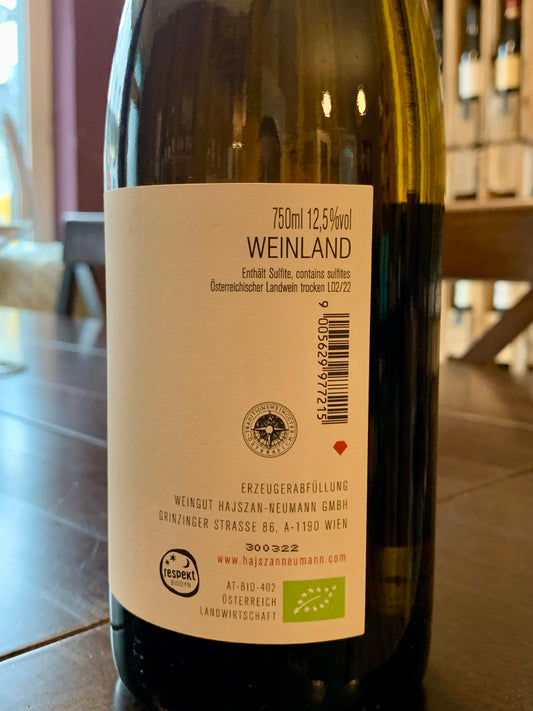 750ml 12,5%vol
WEINLAND
Enthält Sulfite, contains sulfites
Österreichischer Landwein trocken L02/22
9 005629 977215
TRADITIONSWEINGÜTER
ÖSTERREICH
ERZEUGERABFÜLLUNG
WEINGUT HAJSZAN-NEUMANN GMBH
GRINZINGER STRASSE 86, A-1190 WIEN
300322
www.hajszanneumann.com
respekt
BIODYN
AT-BIO-402
ÖSTERREICH
LANDWIRTSCHAFT